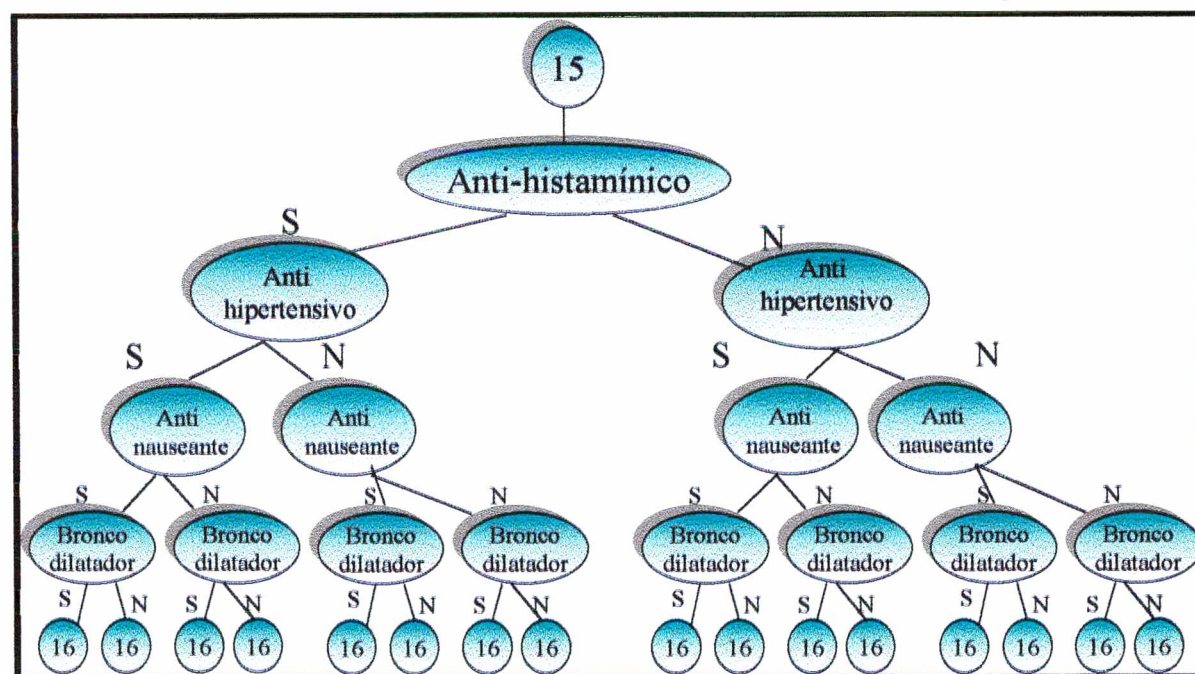 15
Anti-histamínico
S N
Anti
hipertensivo
Anti
hipertensivo
S N S N
Anti
nauseante
Anti
nauseante
Anti
nauseante
Anti
nauseante
S N S N S N S N
Bronco
dilatador
Bronco
dilatador
Bronco
dilatador
Bronco
dilatador
Bronco
dilatador
Bronco
dilatador
Bronco
dilatador
Bronco
dilatador
S N S N S N S N S N S N S N S N
16 16 16 16 16 16 16 16 16 16 16 16 16 16 16 16